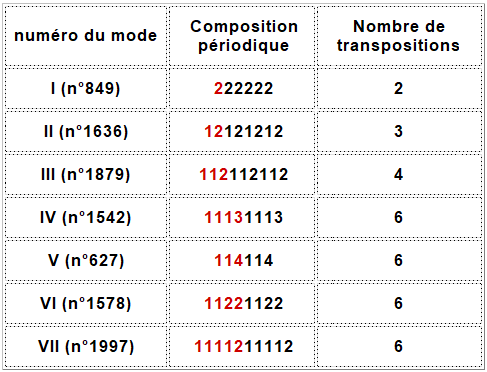 numéro du mode Composition périodique Nombre de transpositions
I (n°849) 222222 2
II (n°1636) 12121212 3
III (n°1879) 112112112 4
IV (n°1542) 11131113 6
V (n°627) 114114 6
VI (n°1578) 11221122 6
VII (n°1997) 1111211112 6